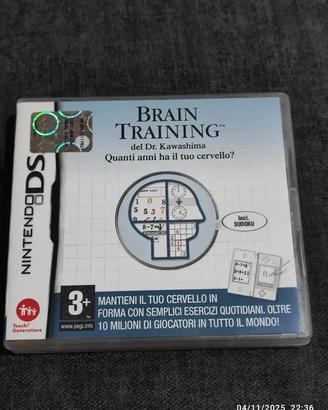 BRAIN
TRAINING™
del Dr. Kawashima
Quanti anni ha il tuo cervello?
NINTENDO DS
Incl.
SUDOKU
3+
www.pegi.info
Touch!
Generations
MANTIENI IL TUO CERVELLO IN
FORMA CON SEMPLICI ESERCIZI QUOTIDIANI. OLTRE
10 MILIONI DI GIOCATORI IN TUTTO IL MONDO!
04/11/2025 22:36